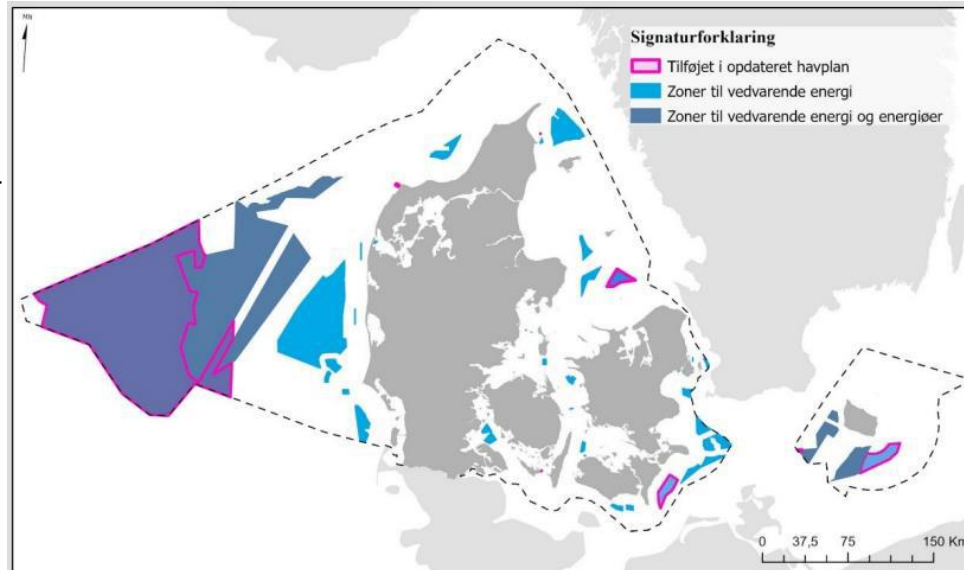 Signaturforklaring
Tilføjet i opdateret havplan
Zoner til vedvarende energi
Zoner til vedvarende energi og energiøer
0 37,5 75 150 Km